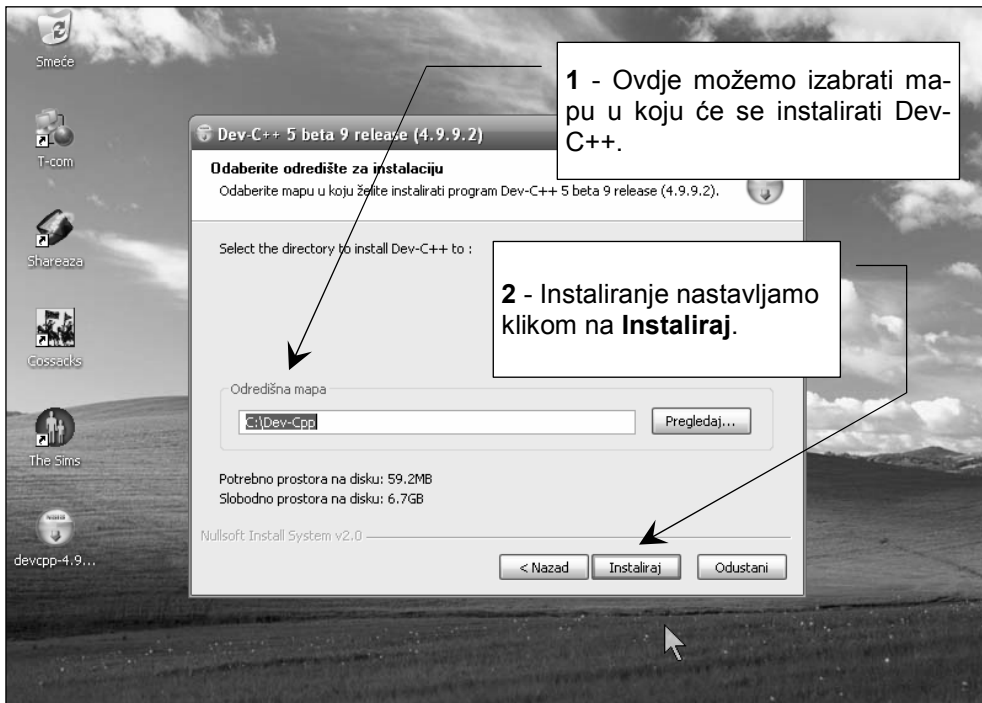 Smeće
T-com
Shareaza
Cossacks
The Sims
devcpp-4.9...
1 - Ovdje možemo izabrati ma-
pu u koju će se instalirati Dev-
C++.
Dev-C++ 5 beta 9 release (4.9.9.2)
Odaberite odredište za instalaciju
Odaberite mapu u koju želite instalirati program Dev-C++ 5 beta 9 release (4.9.9.2).
Select the directory to install Dev-C++ to :
2 - Instaliranje nastavljamo
klikom na Instaliraj.
Odredišna mapa
C:\Dev-Cpp
Pregledaj...
Potrebno prostora na disku: 59.2MB
Slobodno prostora na disku: 6.7GB
Nullsoft Install System v2.0
< Nazad
Instaliraj
Odustani